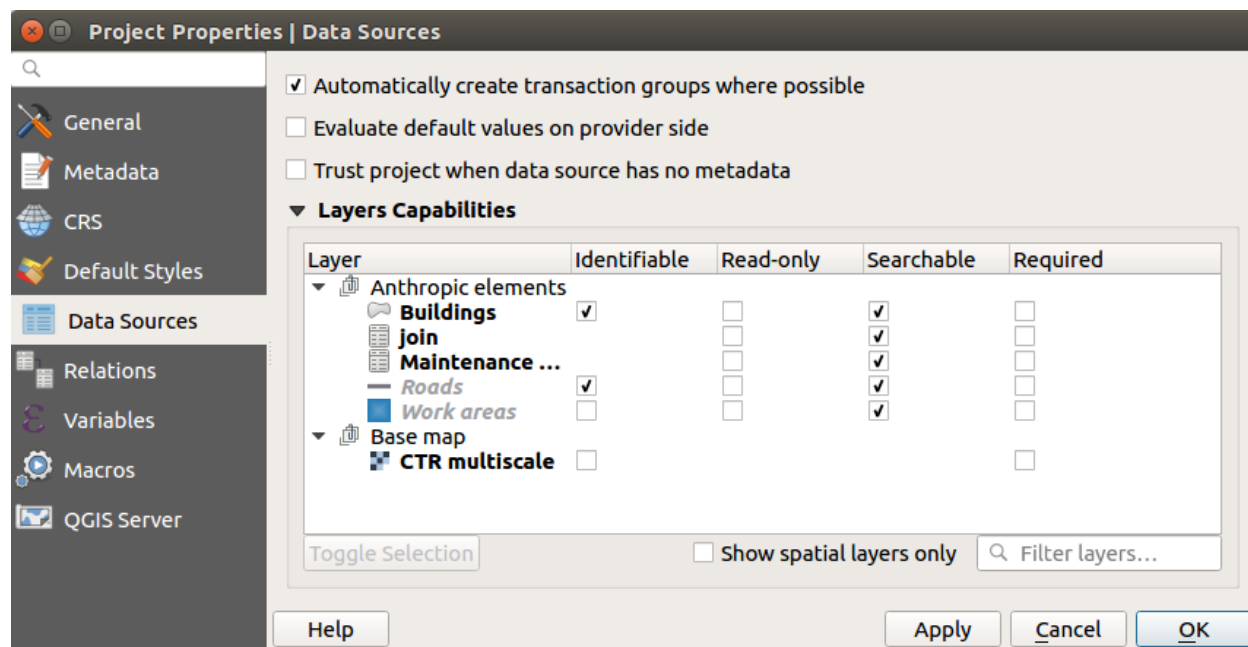 Project Properties | Data Sources
General
Metadata
CRS
Default Styles
Data Sources
Relations
Variables
Macros
QGIS Server
Automatically create transaction groups where possible
Evaluate default values on provider side
Trust project when data source has no metadata
Layers Capabilities
Layer Identifiable Read-only Searchable Required
Anthropic elements
Buildings
join
Maintenance ...
Roads
Work areas
Base map
CTR multiscale
Toggle Selection Show spatial layers only Filter layers...
Help Apply Cancel OK